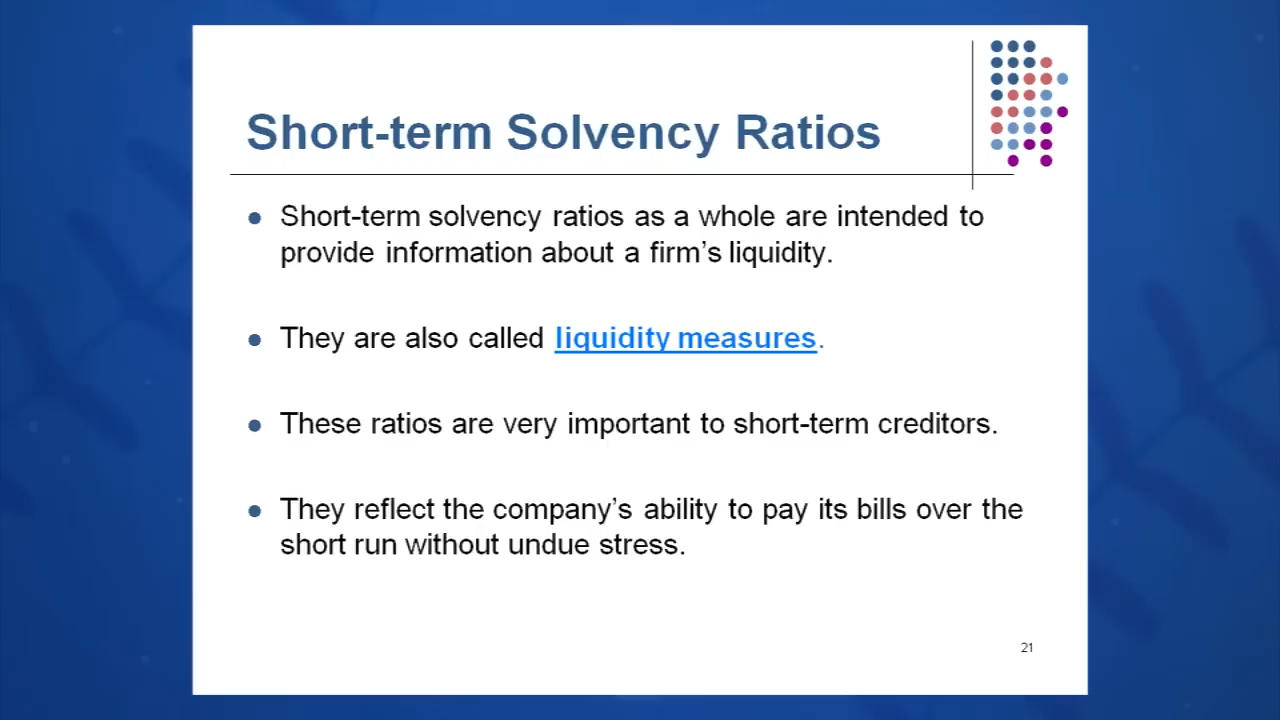 Short-term Solvency Ratios
Short-term solvency ratios as a whole are intended to
provide information about a firm's liquidity.
They are also called liquidity measures.
These ratios are very important to short-term creditors.
They reflect the company's ability to pay its bills over the
short run without undue stress.
21